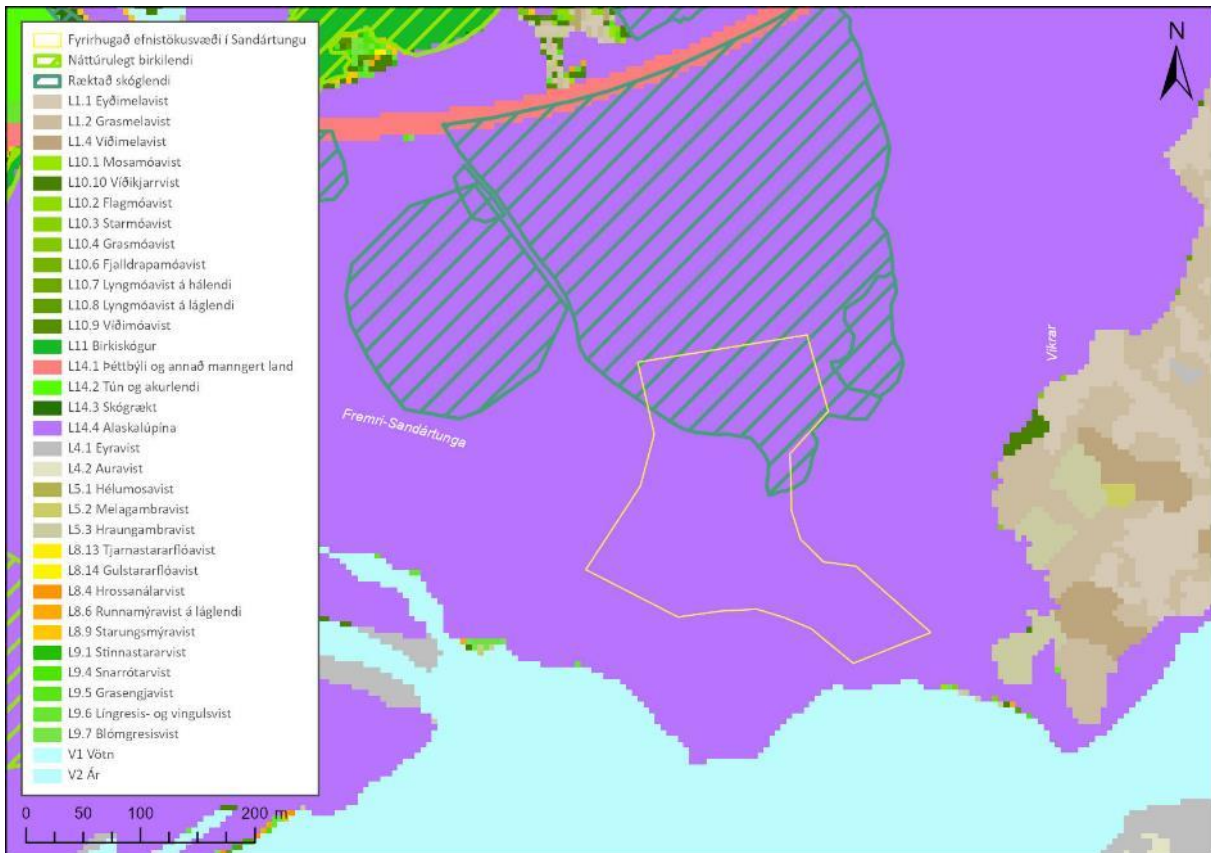 Fyrirhugað efnistökusvæði í Sandártungu
Náttúrulegt birkilendi
Ræktað skóglendi
L1.1 Eyðimelavist
L1.2 Grasmelavist
L1.4 Víðimelavist
L10.1 Mosamóavist
L10.10 Víðikjarrvist
L10.2 Flagmóavist
L10.3 Starmóavist
L10.4 Grasmóavist
L10.6 Fjalldrapamóavist
L10.7 Lyngmóavist á hálendi
L10.8 Lyngmóavist á láglendi
L10.9 Víðimóavist
L11 Birkiskógur
L14.1 Þéttbýli og annað manngert land
L14.2 Tún og akurlendi
L14.3 Skógrækt
L14.4 Alaskalúpína
L4.1 Eyravist
L4.2 Auravist
L5.1 Hélumosavist
L5.2 Melagambravist
L5.3 Hraungambravist
L8.13 Tjarnastararflóavist
L8.14 Gulstararflóavist
L8.4 Hrossanálarvist
L8.6 Runnamýravist á láglendi
L8.9 Starungsmýravist
L9.1 Stinnastararvist
L9.4 Snarrótarvist
L9.5 Grasengjavist
L9.6 Língresis- og vingulsvist
L9.7 Blómgresisvist
V1 Vötn
V2 Ár
0 50 100 200 m
Fremri-Sandártunga
Vikrar
N